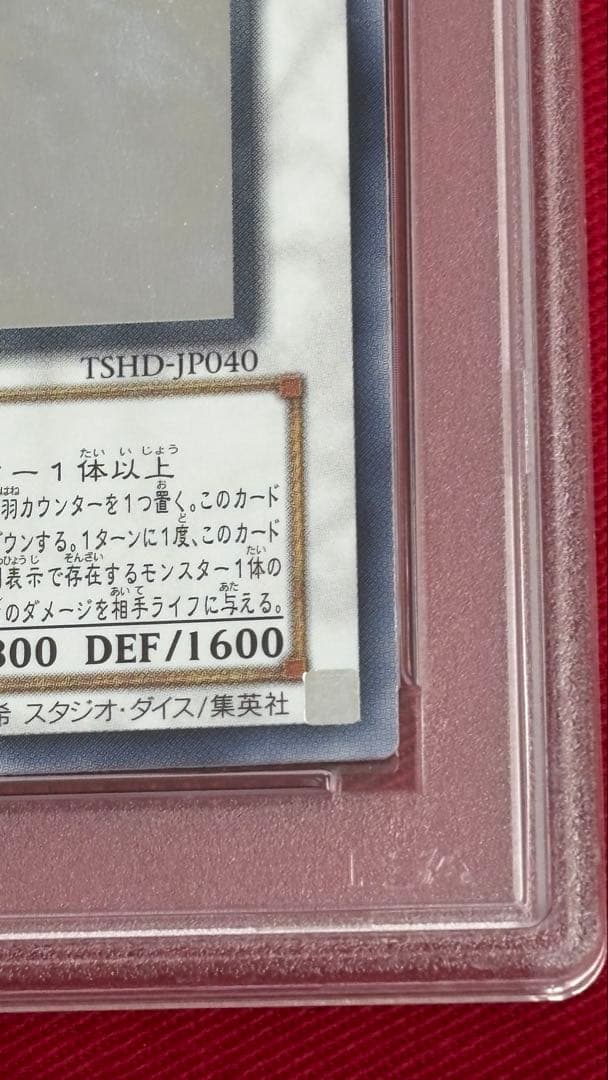 TSHD-JP040
ー1体以上
羽カウンターを1つ置く。このカード
ウンする。1ターンに1度、このカード
表示で存在するモンスター1体の
のダメージを相手ライフに与える。
300 DEF/1600
希 スタジオ・ダイス/集英社